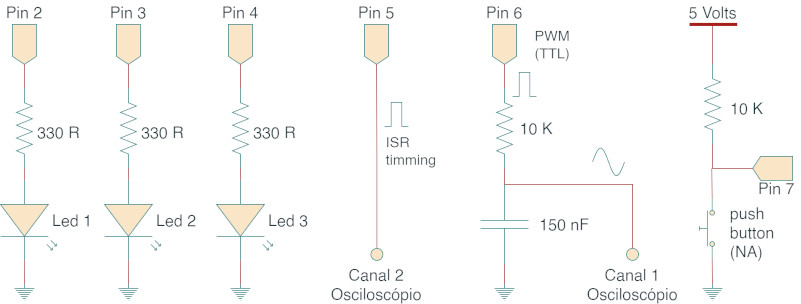 Pin 2
Pin 3
Pin 4
Pin 5
Pin 6
5 Volts
PWM
(TTL)
330 R
330 R
330 R
ISR
timming
10 K
10 K
Pin 7
Led 1
Led 2
Led 3
150 nF
push
button
(NA)
Canal 2
Osciloscópio
Canal 1
Osciloscópio